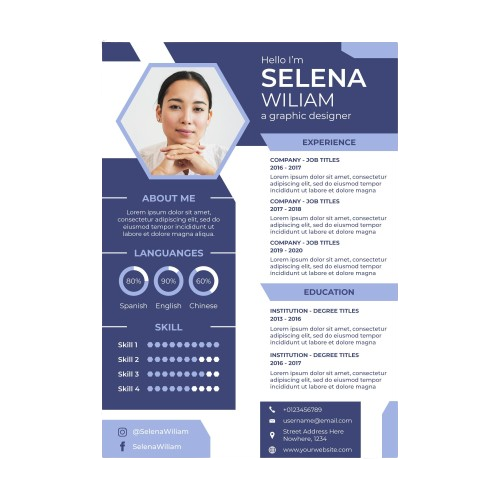 Hello I'm
SELENA
WILIAM
a graphic designer
ABOUT ME
Lorem ipsum dolor sit amet,
consectetur adipiscing elit, sed
do eiusmod tempor incididunt
ut labore et dolore
magna aliqua.
LANGUANGES
80% 90% 60%
Spanish English Chinese
SKILL
Skill 1
Skill 2
Skill 3
Skill 4
@SelenaWiliam
SelenaWiliam
EXPERIENCE
COMPANY - JOB TITLES
2016 - 2017
Lorem ipsum dolor sit amet, consectetur
adipiscing elit, sed do eiusmod tempor
incididunt ut labore et dolore magna
COMPANY - JOB TITLES
2017 - 2018
Lorem ipsum dolor sit amet, consectetur
adipiscing elit, sed do eiusmod tempor
incididunt ut labore et dolore magna
COMPANY - JOB TITLES
2019 - 2020
Lorem ipsum dolor sit amet, consectetur
adipiscing elit, sed do eiusmod tempor
incididunt ut labore et dolore magna
EDUCATION
INSTITUTION - DEGREE TITLES
2013 - 2016
Lorem ipsum dolor sit amet, consectetur
adipiscing elit, sed do eiusmod tempor
incididunt ut labore et dolore magna
INSTITUTION - DEGREE TITLES
2016 - 2017
Lorem ipsum dolor sit amet, consectetur
adipiscing elit, sed do eiusmod tempor
incididunt ut labore et dolore magna
+0123456789
username@email.com
Street Address Here
Nowhere, 1234
www.yourwebsite.com